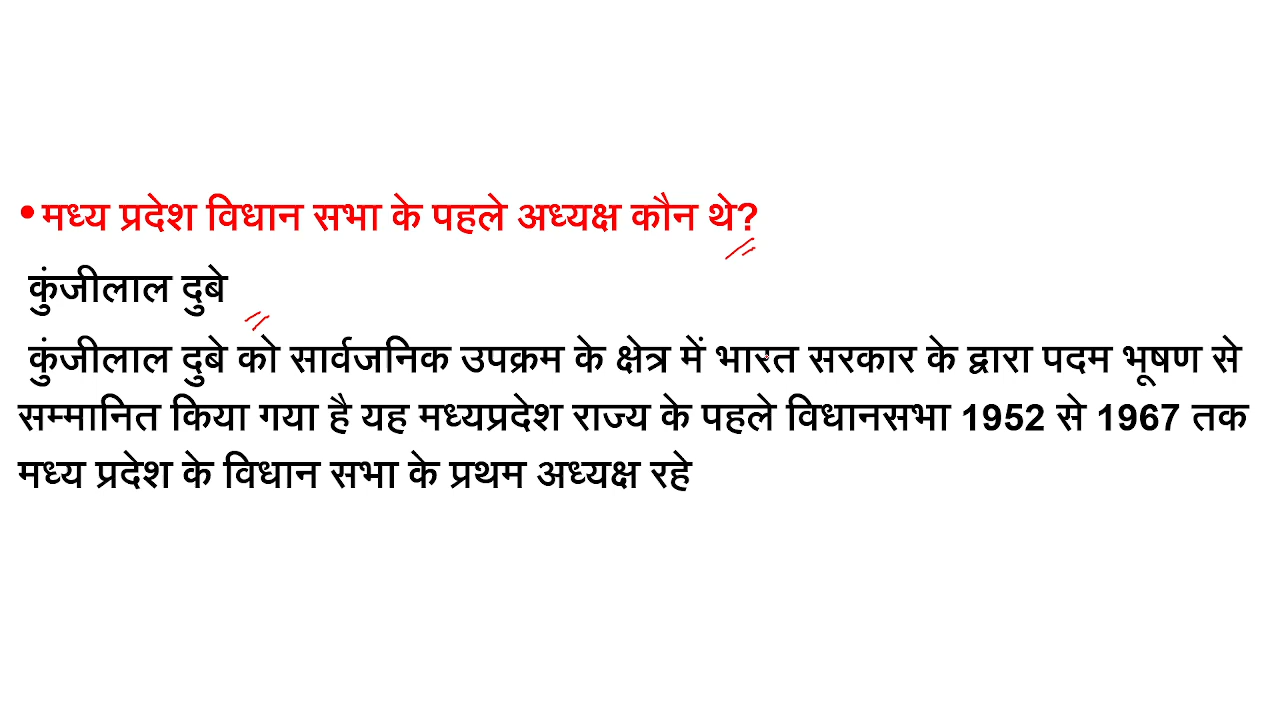 • मध्य प्रदेश विधान सभा के पहले अध्यक्ष कौन थे?
कुंजीलाल दुबे
कुंजीलाल दुबे को सार्वजनिक उपक्रम के क्षेत्र में भारत सरकार के द्वारा पदम भूषण से
सम्मानित किया गया है यह मध्यप्रदेश राज्य के पहले विधानसभा 1952 से 1967 तक
मध्य प्रदेश के विधान सभा के प्रथम अध्यक्ष रहे